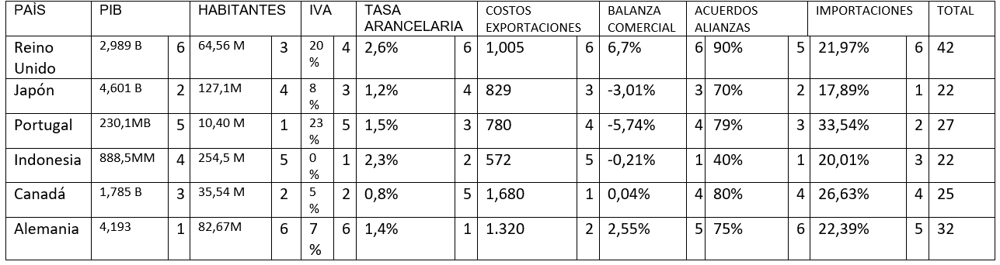 PAÌS PIB HABITANTES IVA TASA ARANCELARIA COSTOS EXPORTACIONES BALANZA COMERCIAL ACUERDOS ALIANZAS IMPORTACIONES TOTAL
Reino Unido 2,989 B 6 64,56 M 3 20 % 4 2,6% 6 1,005 6 6,7% 6 90% 5 21,97% 6 42
Japón 4,601 B 2 127,1M 4 8 % 3 1,2% 4 829 3 -3,01% 3 70% 2 17,89% 1 22
Portugal 230,1MB 5 10,40 M 1 23 % 5 1,5% 3 780 4 -5,74% 4 79% 3 33,54% 2 27
Indonesia 888,5MM 4 254,5 M 5 0 % 1 2,3% 2 572 5 -0,21% 1 40% 1 20,01% 3 22
Canadá 1,785 B 3 35,54 M 2 5 % 2 0,8% 5 1,680 1 0,04% 4 80% 4 26,63% 4 25
Alemania 4,193 1 82,67M 6 7 % 6 1,4% 1 1.320 2 2,55% 5 75% 6 22,39% 5 32